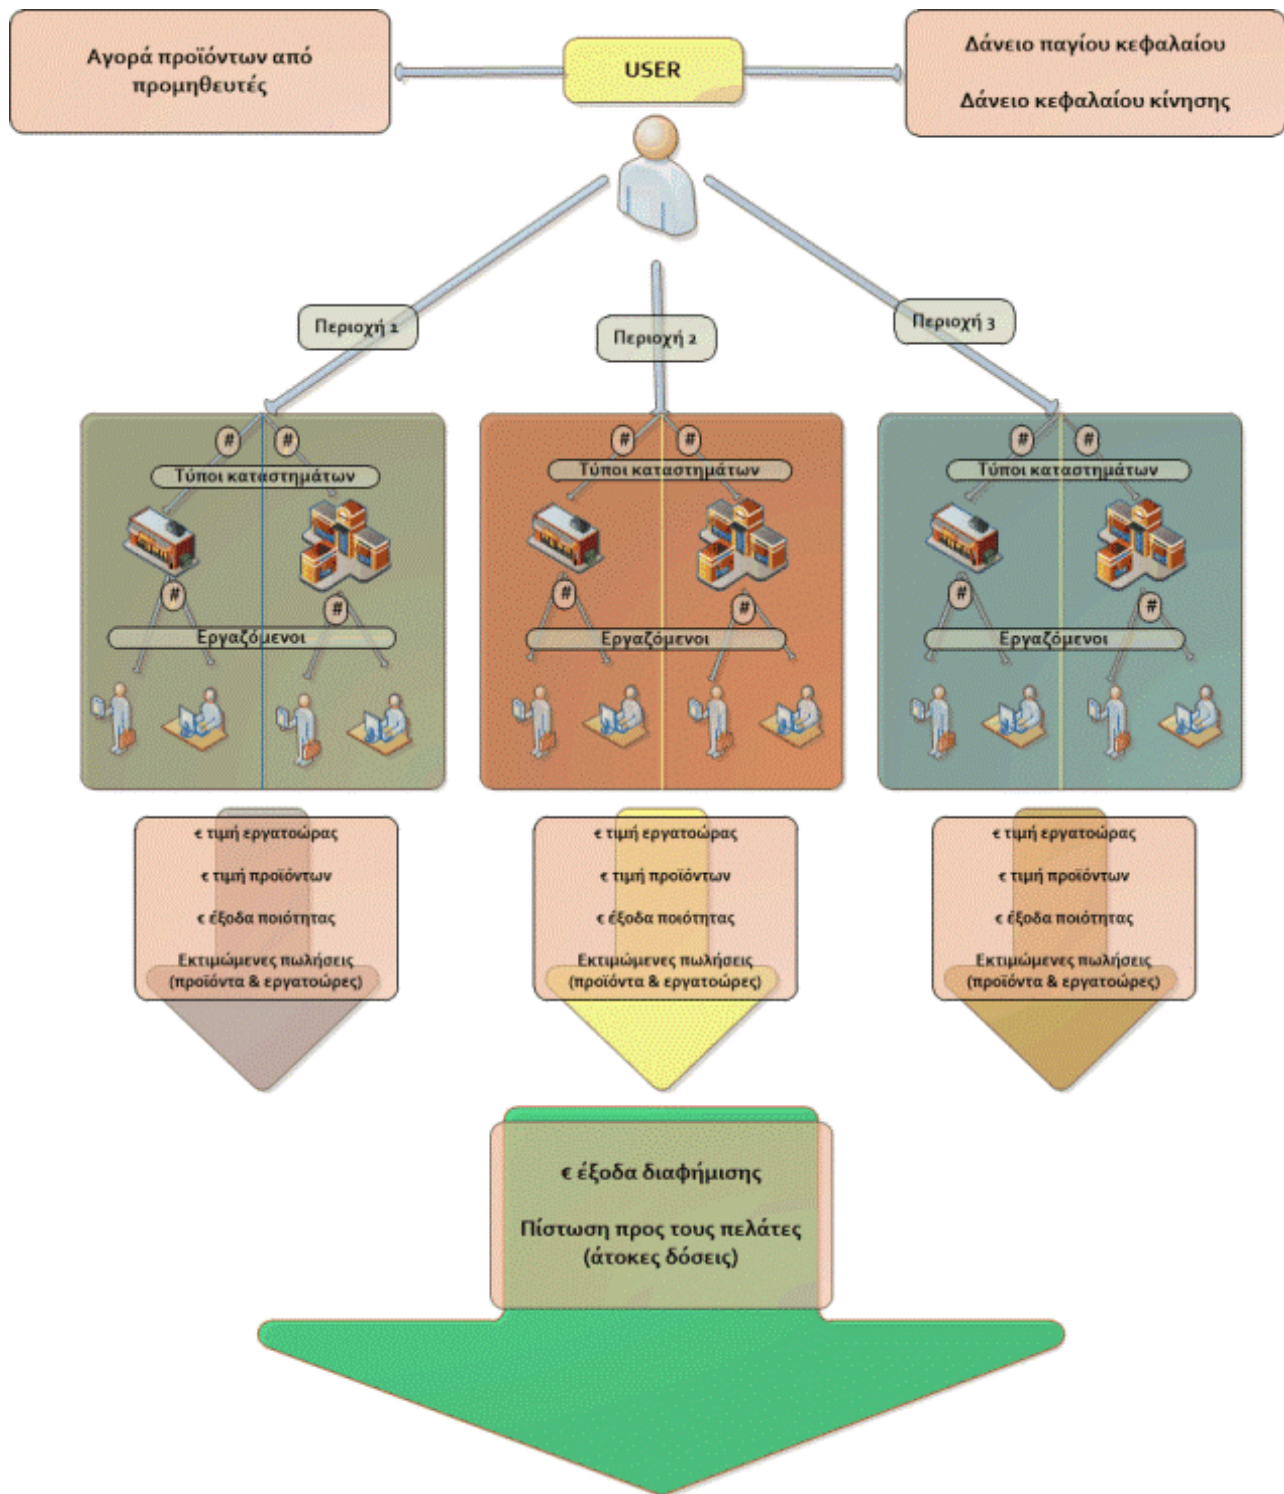 Αγορά προϊόντων από
προμηθευτές
USER
Δάνειο παγίου κεφαλαίου
Δάνειο κεφαλαίου κίνησης
Περιοχή 1
Περιοχή 2
Περιοχή 3
# #
# #
# #
Τύποι καταστημάτων
Τύποι καταστημάτων
Τύποι καταστημάτων
# #
# #
# #
Εργαζόμενοι
Εργαζόμενοι
Εργαζόμενοι
€ τιμή εργατοώρας
€ τιμή προϊόντων
€ έξοδα ποιότητας
Εκτιμώμενες πωλήσεις
(προϊόντα & εργατοώρες)
€ τιμή εργατοώρας
€ τιμή προϊόντων
€ έξοδα ποιότητας
Εκτιμώμενες πωλήσεις
(προϊόντα & εργατοώρες)
€ τιμή εργατοώρας
€ τιμή προϊόντων
€ έξοδα ποιότητας
Εκτιμώμενες πωλήσεις
(προϊόντα & εργατοώρες)
€ έξοδα διαφήμισης
Πίστωση προς τους πελάτες
(άτοκες δόσεις)